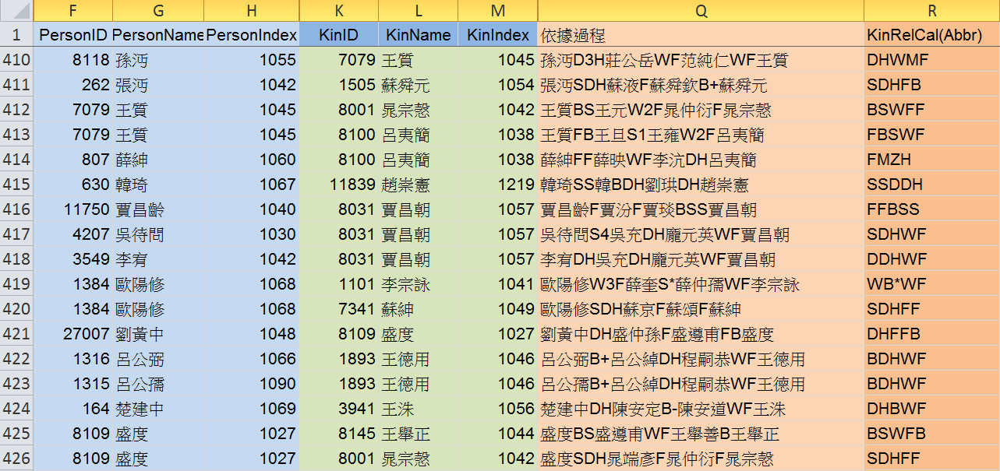 F G H K L M Q R
1 PersonID PersonName PersonIndex KinID KinName KinIndex 依據過程 KinRelCal(Abbr)
410 8118 孫沔 1055 7079 王質 1045 孫沔D3H莊公岳WF范純仁WF王質 DHWMF
411 262 張沔 1042 1505 蘇舜元 1054 張沔SDH蘇液F蘇舜欽B+蘇舜元 SDHFB
412 7079 王質 1045 8001 晁宗愨 1042 王質BS王元W2F晁仲衍F晁宗愨 BSWFF
413 7079 王質 1045 8100 呂夷簡 1038 王質FB王旦S1王雍W2F呂夷簡 FBSWF
414 807 薛紳 1060 8100 呂夷簡 1038 薛紳FF薛映WF李沆DH呂夷簡 FMZH
415 630 韓琦 1067 11839 趙崇憲 1219 韓琦SS韓BDH劉珙DH趙崇憲 SSDDH
416 11750 賈昌齡 1040 8031 賈昌朝 1057 賈昌齡F賈汾F賈琰BSS賈昌朝 FFBSS
417 4207 吳待問 1030 8031 賈昌朝 1057 吳待問S4吳充DH龐元英WF賈昌朝 SDHWF
418 3549 李宥 1042 8031 賈昌朝 1057 李宥DH吳充DH龐元英WF賈昌朝 DDHWF
419 1384 歐陽修 1068 1101 李宗詠 1041 歐陽修W3F薛奎S*薛仲孺WF李宗詠 WB*WF
420 1384 歐陽修 1068 7341 蘇紳 1049 歐陽修SDH蘇京F蘇頌F蘇紳 SDHFF
421 27007 劉黃中 1048 8109 盛度 1027 劉黃中DH盛仲孫F盛遵甫FB盛度 DHFFB
422 1316 呂公弼 1066 1893 王德用 1046 呂公弼B+呂公綽DH程嗣恭WF王德用 BDHWF
423 1315 呂公孺 1090 1893 王德用 1046 呂公孺B+呂公綽DH程嗣恭WF王德用 BDHWF
424 164 楚建中 1069 3941 王洙 1056 楚建中DH陳安定B-陳安道WF王洙 DHBWF
425 8109 盛度 1027 8145 王舉正 1044 盛度BS盛遵甫WF王舉善B王舉正 BSWFB
426 8109 盛度 1027 8001 晁宗愨 1042 盛度SDH晁端彥F晁仲衍F晁宗愨 SDHFF